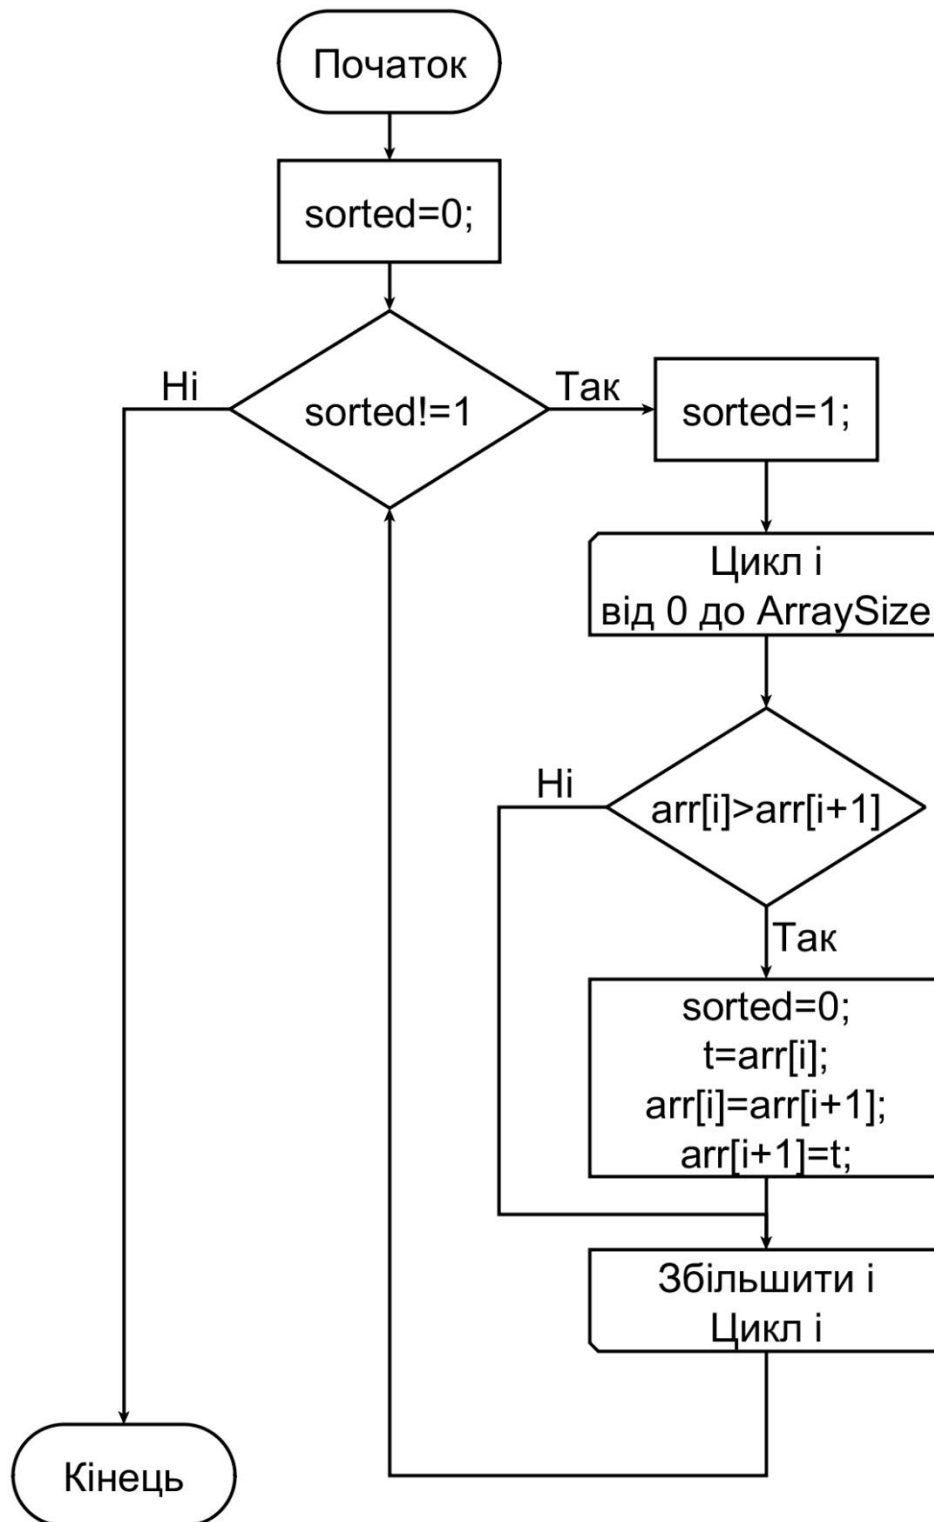 Початок
sorted=0;
Ні
sorted!=1
Так
sorted=1;
Цикл і
від 0 до ArraySize
Ні
arr[i]>arr[i+1]
Так
sorted=0;
t=arr[i];
arr[i]=arr[i+1];
arr[i+1]=t;
Збільшити і
Цикл і
Кінець